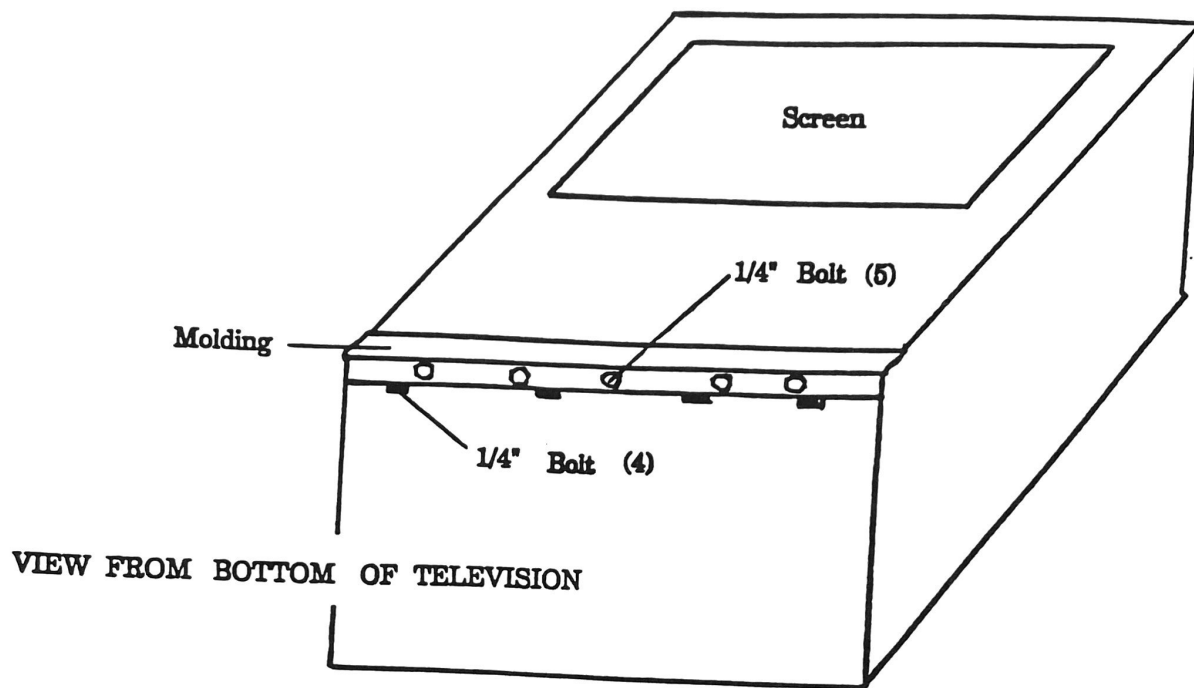 Screen
1/4" Bolt (5)
Molding
1/4" Bolt (4)
VIEW FROM BOTTOM OF TELEVISION